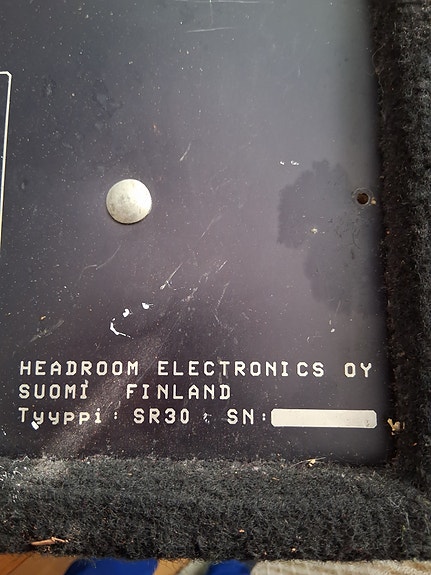 HEADROOM ELECTRONICS OY
SUOMI FINLAND
Tyyppi: SR30, SN: